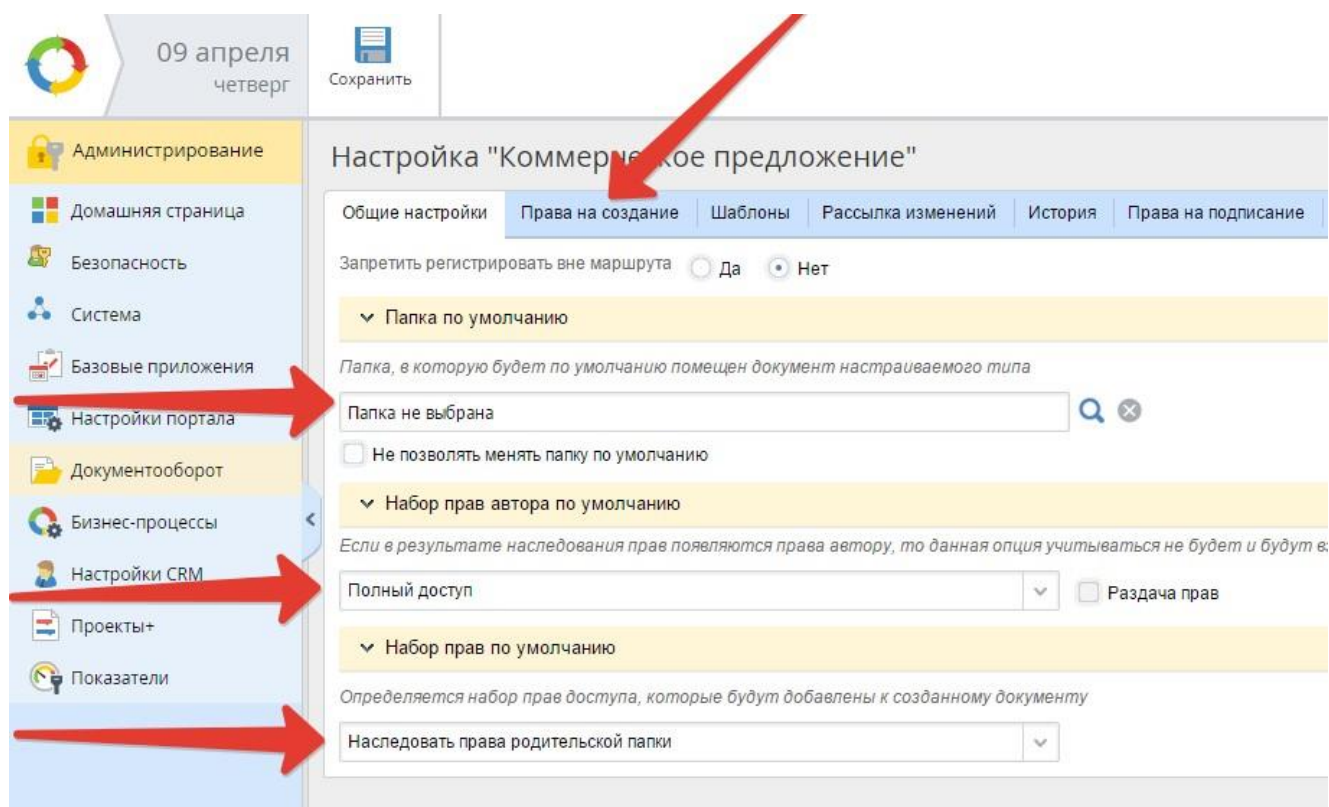 09 апреля
четверг
Сохранить
Администрирование
Домашняя страница
Безопасность
Система
Базовые приложения
Настройки портала
Документооборот
Бизнес-процессы
Настройки CRM
Проекты+
Показатели
Настройка "Коммерческое предложение"
Общие настройки Права на создание Шаблоны Рассылка изменений История Права на подписание
Запретить регистрировать вне маршрута Да Нет
Папка по умолчанию
Папка, в которую будет по умолчанию помещен документ настраиваемого типа
Папка не выбрана
Не позволять менять папку по умолчанию
Набор прав автора по умолчанию
Если в результате наследования прав появляются права автору, то данная опция учитываться не будет и будут
Полный доступ Раздача прав
Набор прав по умолчанию
Определяется набор прав доступа, которые будут добавлены к созданному документу
Наследовать права родительской папки